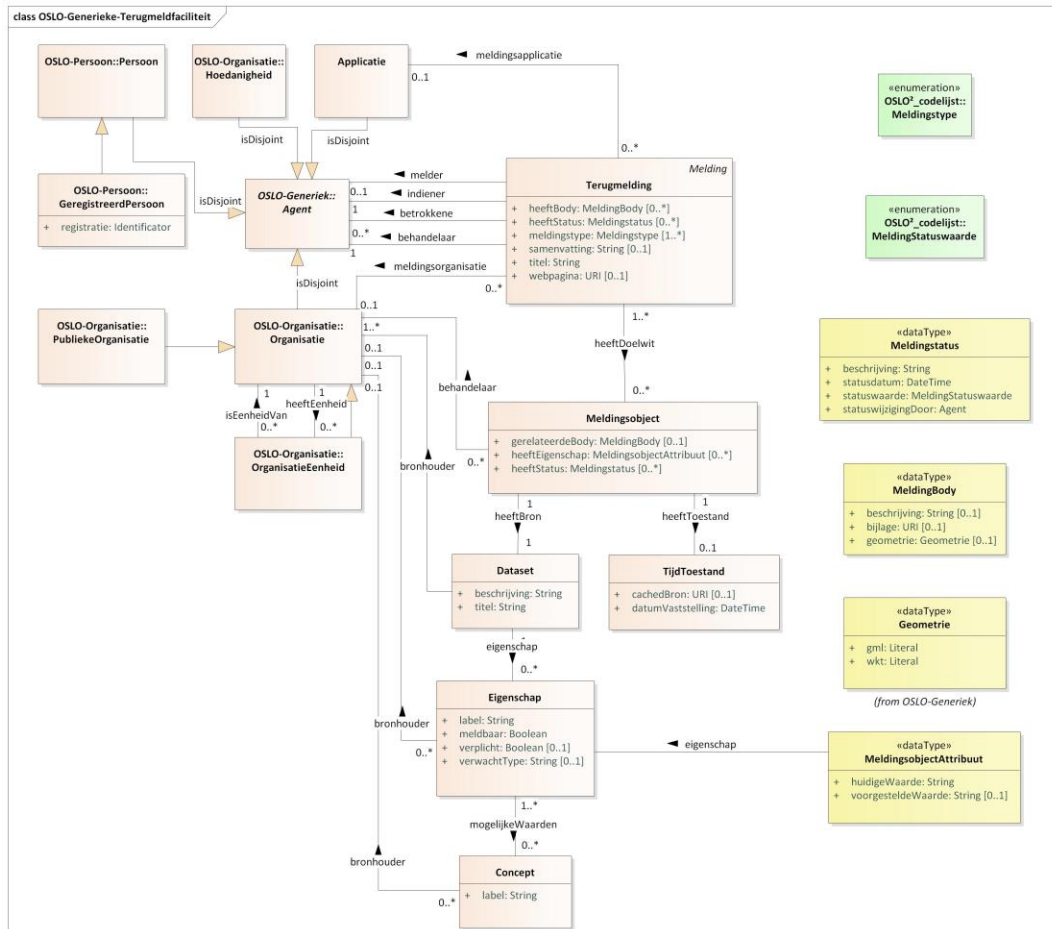 class OSLO-Generieke-Terugmeldfaciliteit
OSLO-Persoon::Persoon
OSLO-Organisatie::
Hoedanigheid
Applicatie
meldingsapplicatie
0..1
«enumeration»
OSLO²_codelijst::
Meldingstype
isDisjoint
isDisjoint
0..*
OSLO-Persoon::
GeregistreerdPersoon
+ registratie: Identificator
isDisjoint
OSLO-Generiek::
Agent
melder
0..1
indiener
1
betrokkene
0..*
behandelaar
1
Melding
Terugmelding
+ heeftBody: MeldingBody [0..*]
+ heeftStatus: Meldingstatus [0..*]
+ meldingstype: Meldingstype [1..*]
+ samenvatting: String [0..1]
+ titel: String
+ webpagina: URI [0..1]
«enumeration»
OSLO²_codelijst::
MeldingStatuswaarde
isDisjoint
meldingsorganisatie
0..*
0..1
1..*
OSLO-Organisatie::
PubliekeOrganisatie
OSLO-Organisatie::
Organisatie
1..*
0..1
0..1
0..1
heeftDoelwit
0..*
«dataType»
Meldingstatus
+ beschrijving: String
+ statusdatum: DateTime
+ statuswaarde: MeldingStatuswaarde
+ statuswijzigingDoor: Agent
1
1
isEenheidVan
heeftEenheid
0..*
0..*
behandelaar
OSLO-Organisatie::
OrganisatieEenheid
Meldingsobject
+ gerelateerdeBody: MeldingBody [0..1]
+ heeftEigenschap: MeldingsobjectAttribuut [0..*]
+ heeftStatus: Meldingstatus [0..*]
0..*
bronhouder
1
1
heeftBron
heeftToestand
1
0..1
«dataType»
MeldingBody
+ beschrijving: String [0..1]
+ bijlage: URI [0..1]
+ geometrie: Geometrie [0..1]
Dataset
+ beschrijving: String
+ titel: String
TijdToestand
+ cachedBron: URI [0..1]
+ datumVaststelling: DateTime
«dataType»
Geometrie
+ gml: Literal
+ wkt: Literal
(from OSLO-Generiek)
eigenschap
0..*
Eigenschap
+ label: String
+ meldbaar: Boolean
+ verplicht: Boolean [0..1]
+ verwachtType: String [0..1]
bronhouder
0..*
eigenschap
«dataType»
MeldingsobjectAttribuut
+ huidigeWaarde: String
+ voorgesteldeWaarde: String [0..1]
1..*
mogelijkeWaarden
0..*
bronhouder
Concept
+ label: String
0..*